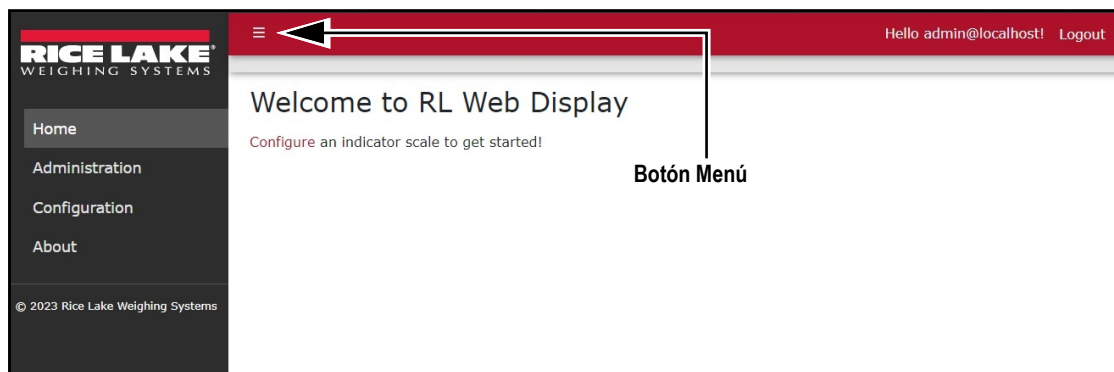 RICE LAKE®
WEIGHING SYSTEMS
☰
Hello admin@localhost! Logout
Home
Administration
Configuration
About
© 2023 Rice Lake Weighing Systems
Welcome to RL Web Display
Configure an indicator scale to get started!
Botón Menú